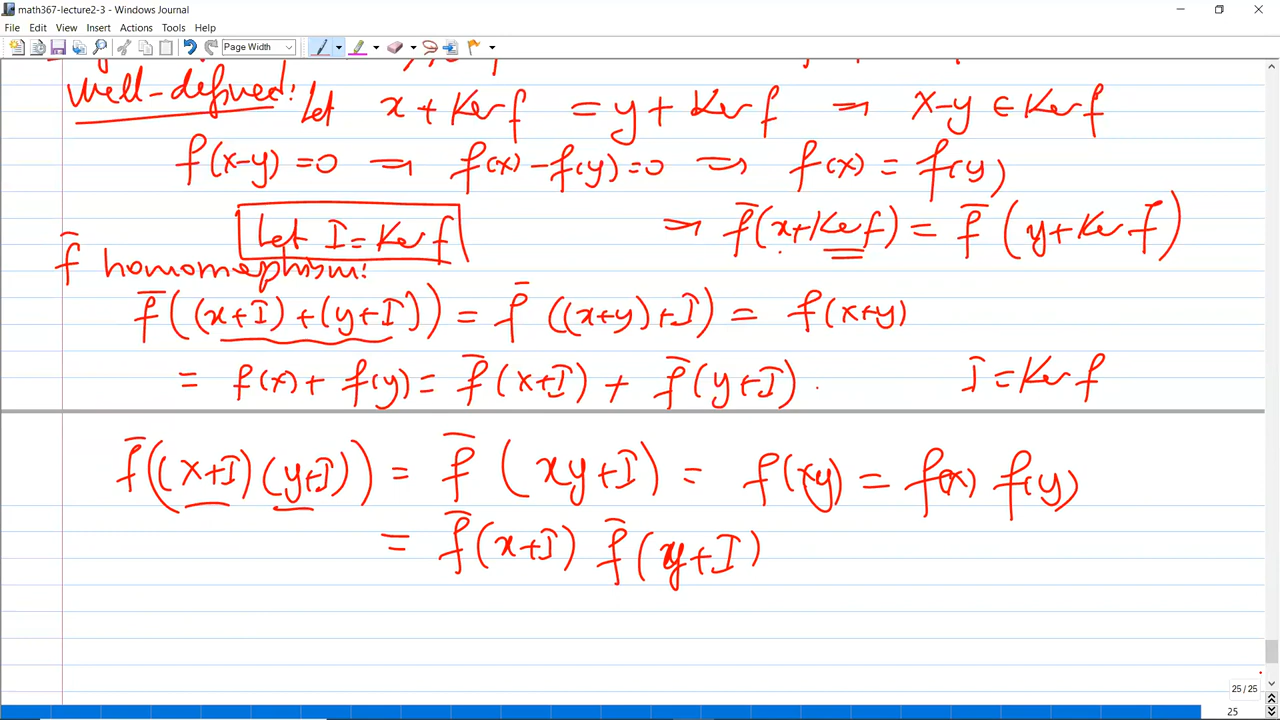 math367-lecture2-3 - Windows Journal
File Edit View Insert Actions Tools Help
Page Width
well-defined: let x + Ker f = y + Ker f ⇒ x-y ∈ Ker f
f(x-y) = 0 ⇒ f(x) - f(y) = 0 ⇒ f(x) = f(y)
Let I = Ker f ⇒ f̄(x+Ker f) = f̄(y+Ker f)
f̄ homomorphism:
f̄((x+I)+(y+I)) = f̄((x+y)+I) = f(x+y)
= f(x) + f(y) = f̄(x+I) + f̄(y+I). I = Ker f
f̄((x+I)(y+I)) = f̄(xy+I) = f(xy) = f(x) f(y)
= f̄(x+I) f̄(y+I)
25 / 25
25